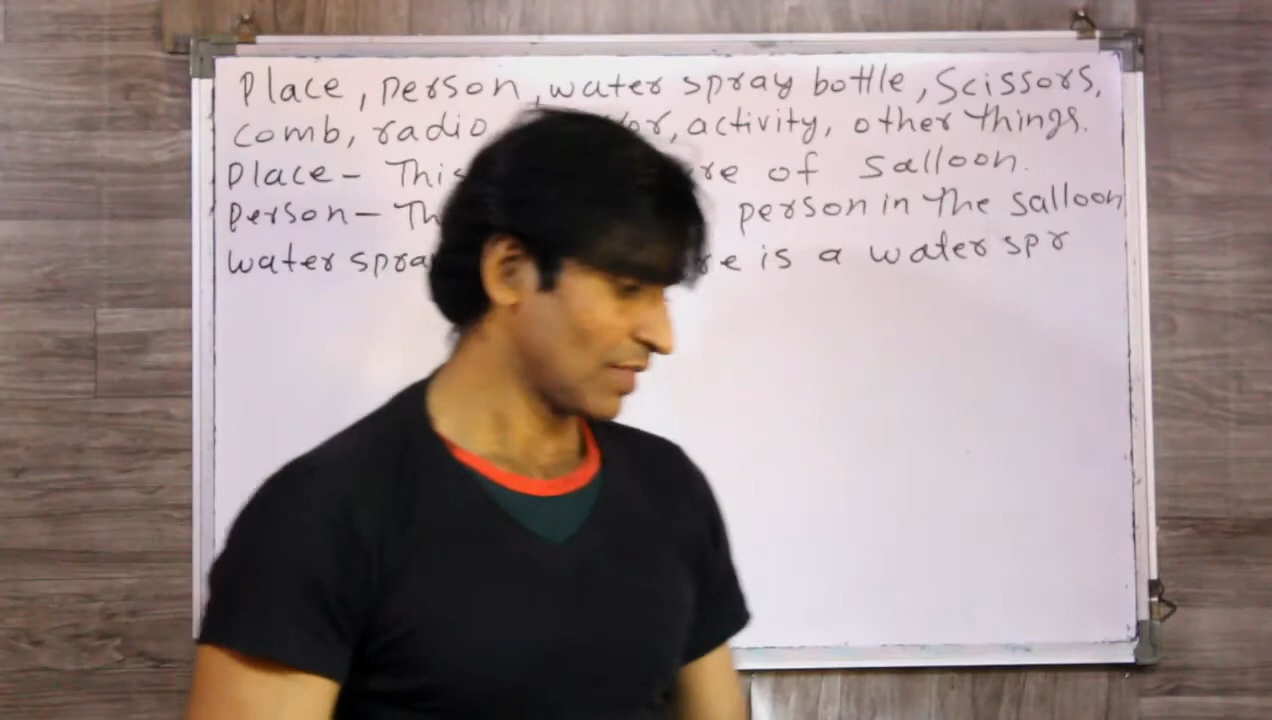 Place, person, water spray bottle, Scissors,
comb, radio activity, other things.
Place - This of salloon.
Person - person in the salloon
water spra is a water spr